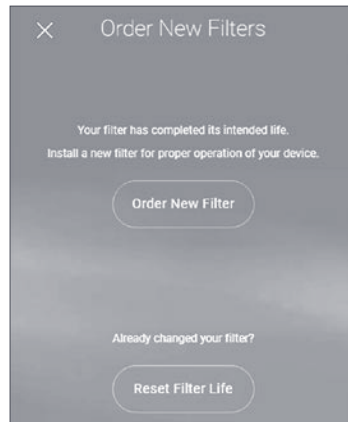 Order New Filters
Your filter has completed its intended life.
Install a new filter for proper operation of your device.
Order New Filter
Already changed your filter?
Reset Filter Life